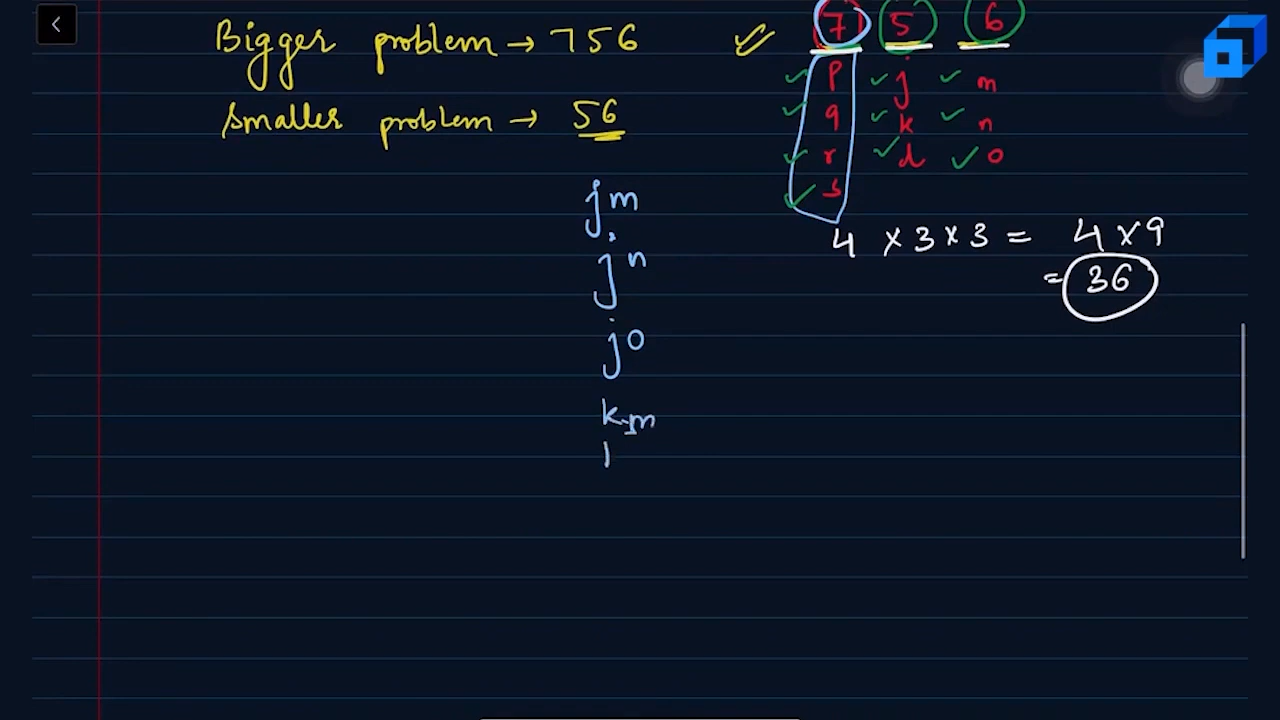 Bigger problem → 756
Smaller problem → 56
jm
jn
jo
km
7 5 6
p j m
q k n
r l o
s
4 × 3 × 3 = 4 × 9
= 36